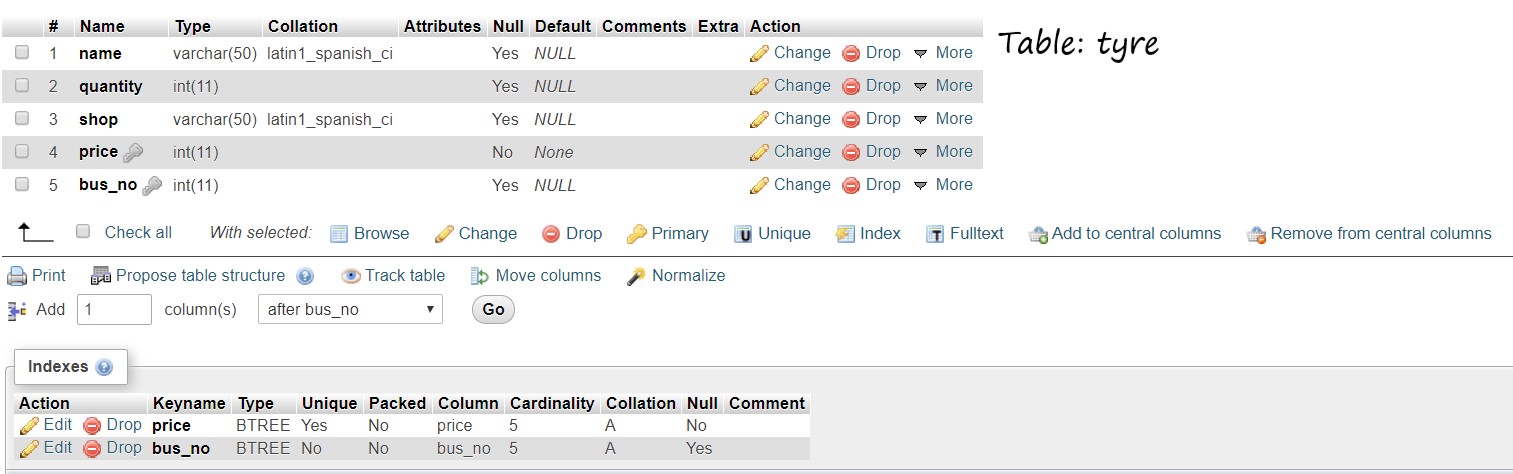 # Name Type Collation Attributes Null Default Comments Extra Action
1 name varchar(50) latin1_spanish_ci Yes NULL Change Drop More
Table: tyre
2 quantity int(11) Yes NULL Change Drop More
3 shop varchar(50) latin1_spanish_ci Yes NULL Change Drop More
4 price int(11) No None Change Drop More
5 bus_no int(11) Yes NULL Change Drop More
Check all With selected: Browse Change Drop Primary U Unique Index T Fulltext Add to central columns Remove from central columns
Print Propose table structure ? Track table Move columns Normalize
Add 1 column(s) after bus_no Go
Indexes ?
Action Keyname Type Unique Packed Column Cardinality Collation Null Comment
Edit Drop price BTREE Yes No price 5 A No
Edit Drop bus_no BTREE No No bus_no 5 A Yes